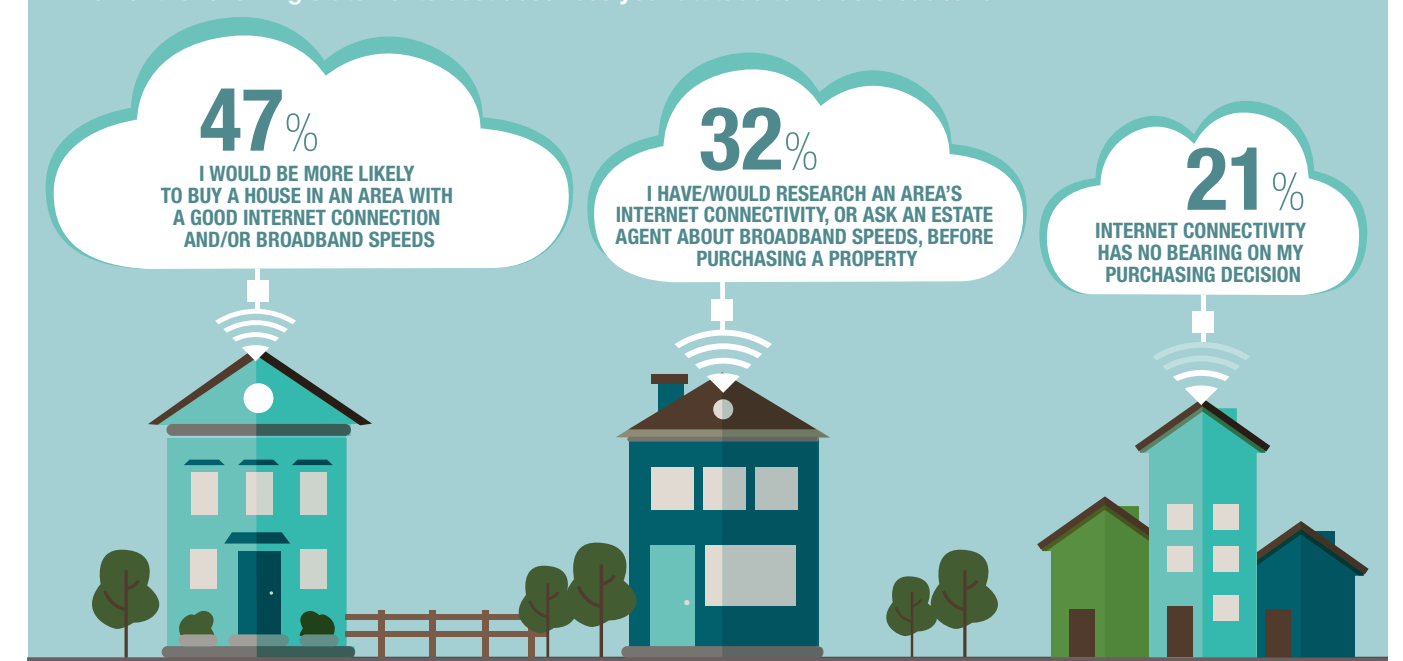 47%
I WOULD BE MORE LIKELY
TO BUY A HOUSE IN AN AREA WITH
A GOOD INTERNET CONNECTION
AND/OR BROADBAND SPEEDS
32%
I HAVE/WOULD RESEARCH AN AREA'S
INTERNET CONNECTIVITY, OR ASK AN ESTATE
AGENT ABOUT BROADBAND SPEEDS, BEFORE
PURCHASING A PROPERTY
21%
INTERNET CONNECTIVITY
HAS NO BEARING ON MY
PURCHASING DECISION